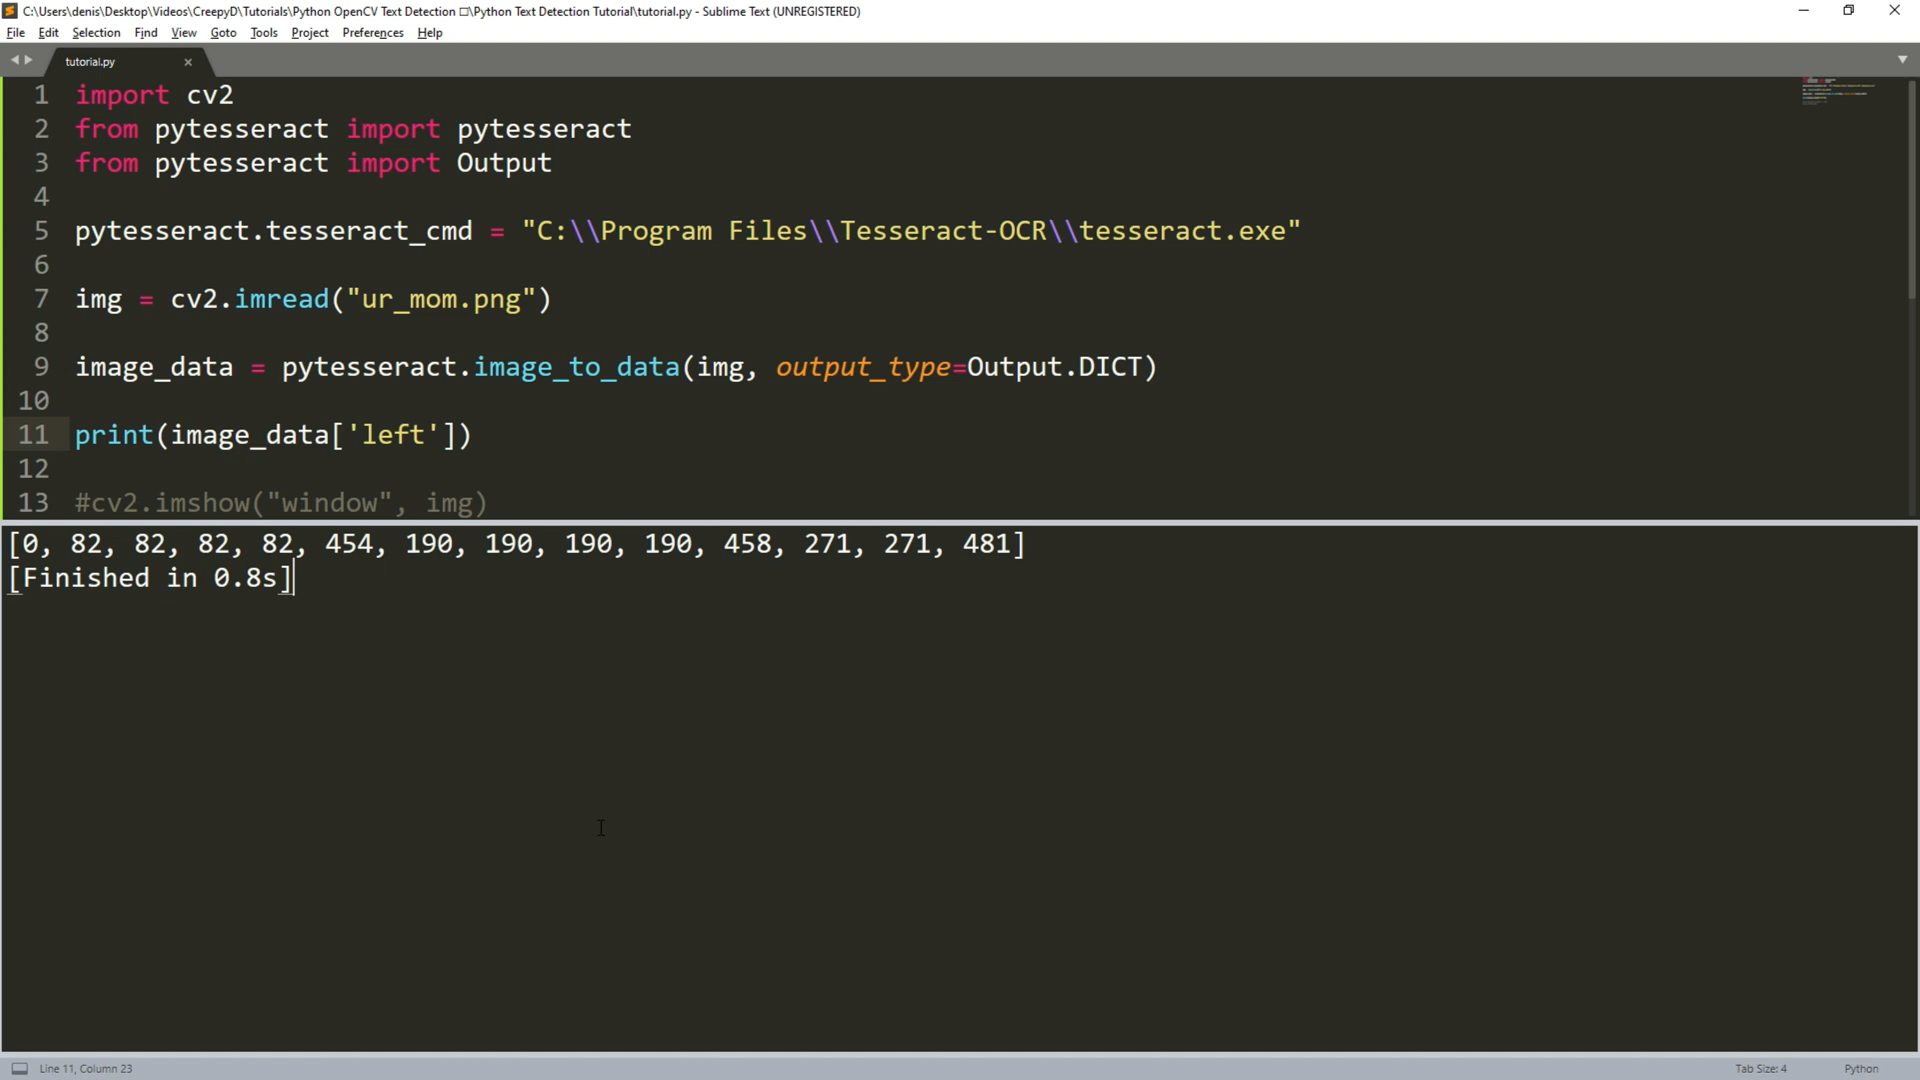 C:\Users\denis\Desktop\Videos\CreepyD\Tutorials\Python OpenCV Text Detection □\Python Text Detection Tutorial\tutorial.py - Sublime Text (UNREGISTERED)
File Edit Selection Find View Goto Tools Project Preferences Help
tutorial.py
1 import cv2
2 from pytesseract import pytesseract
3 from pytesseract import Output
4
5 pytesseract.tesseract_cmd = "C:\\Program Files\\Tesseract-OCR\\tesseract.exe"
6
7 img = cv2.imread("ur_mom.png")
8
9 image_data = pytesseract.image_to_data(img, output_type=Output.DICT)
10
11 print(image_data['left'])
12
13 #cv2.imshow("window", img)
[0, 82, 82, 82, 82, 454, 190, 190, 190, 190, 458, 271, 271, 481]
[Finished in 0.8s]
Line 11, Column 23 Tab Size: 4 Python